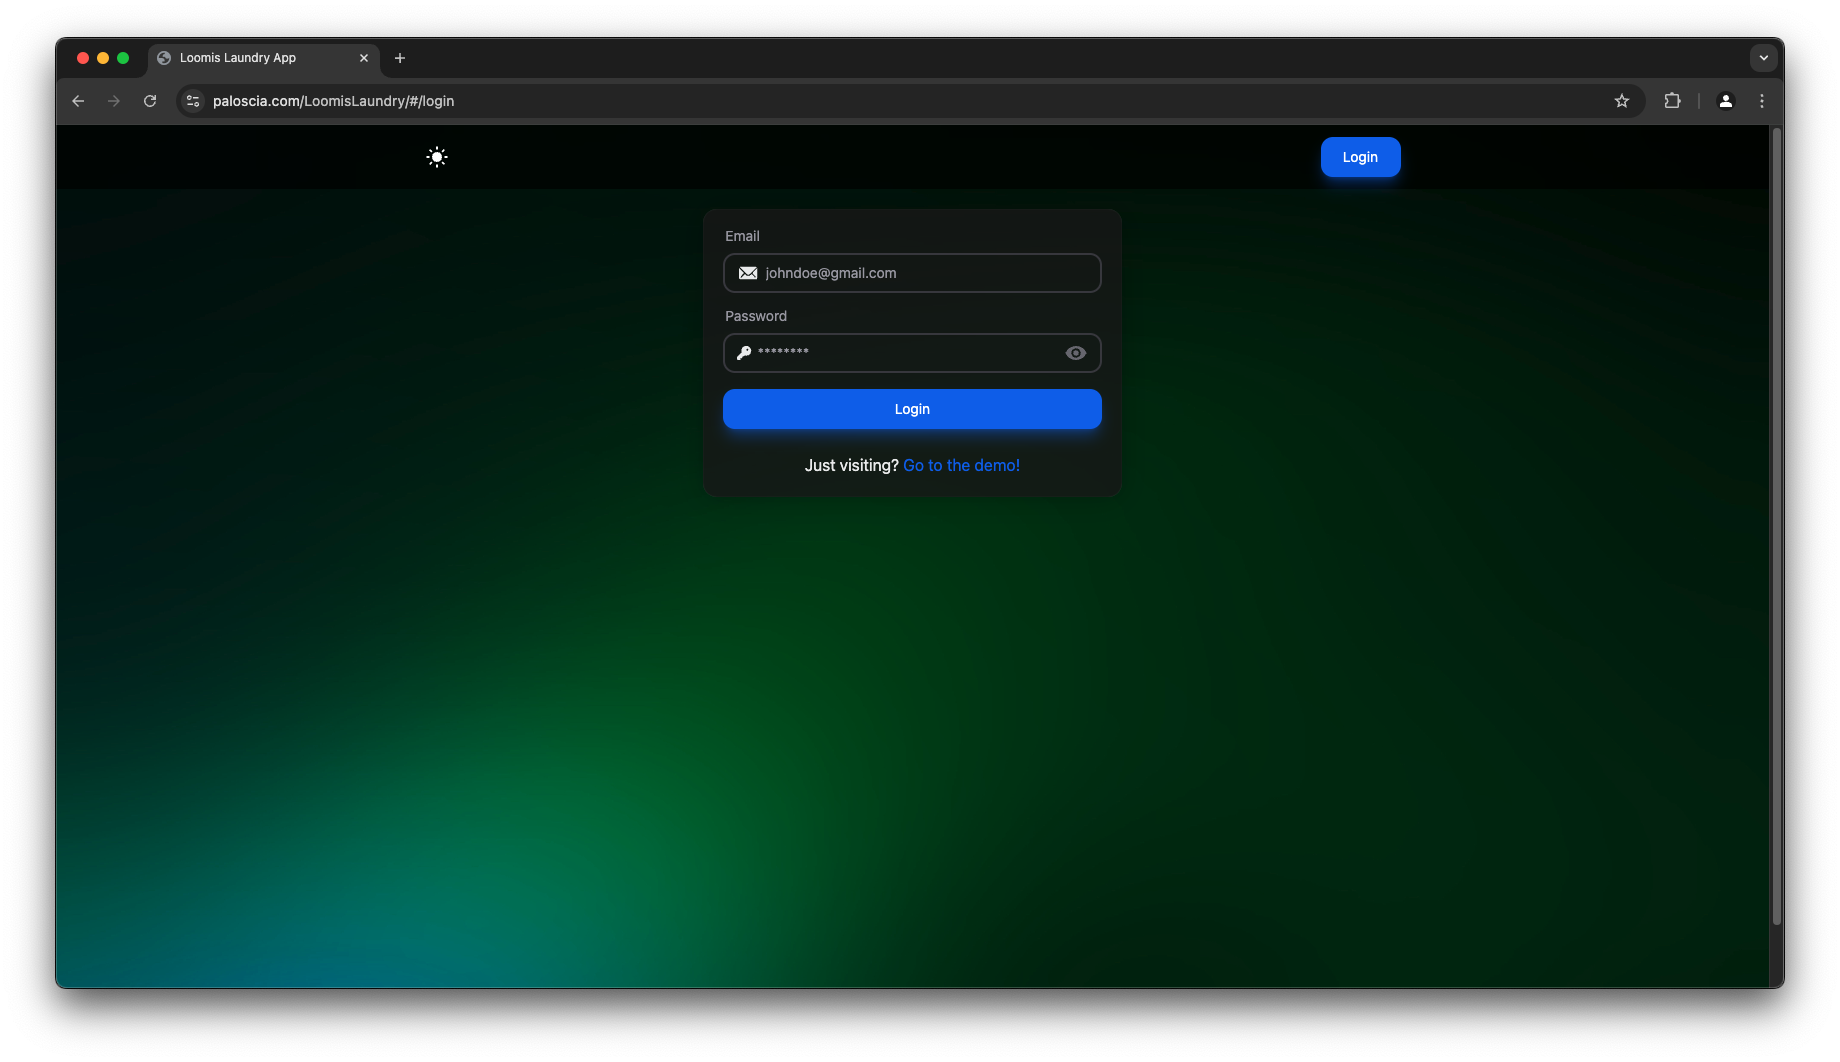 Loomis Laundry App
paloscia.com/LoomisLaundry/#/login
Login
Email
johndoe@gmail.com
Password
********
Login
Just visiting? Go to the demo!